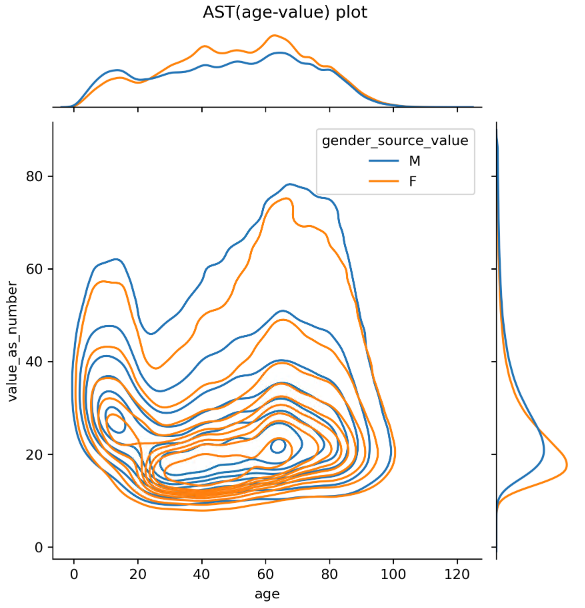 AST(age-value) plot
gender_source_value
M
F
value_as_number
80
60
40
20
0
0 20 40 60 80 100 120
age